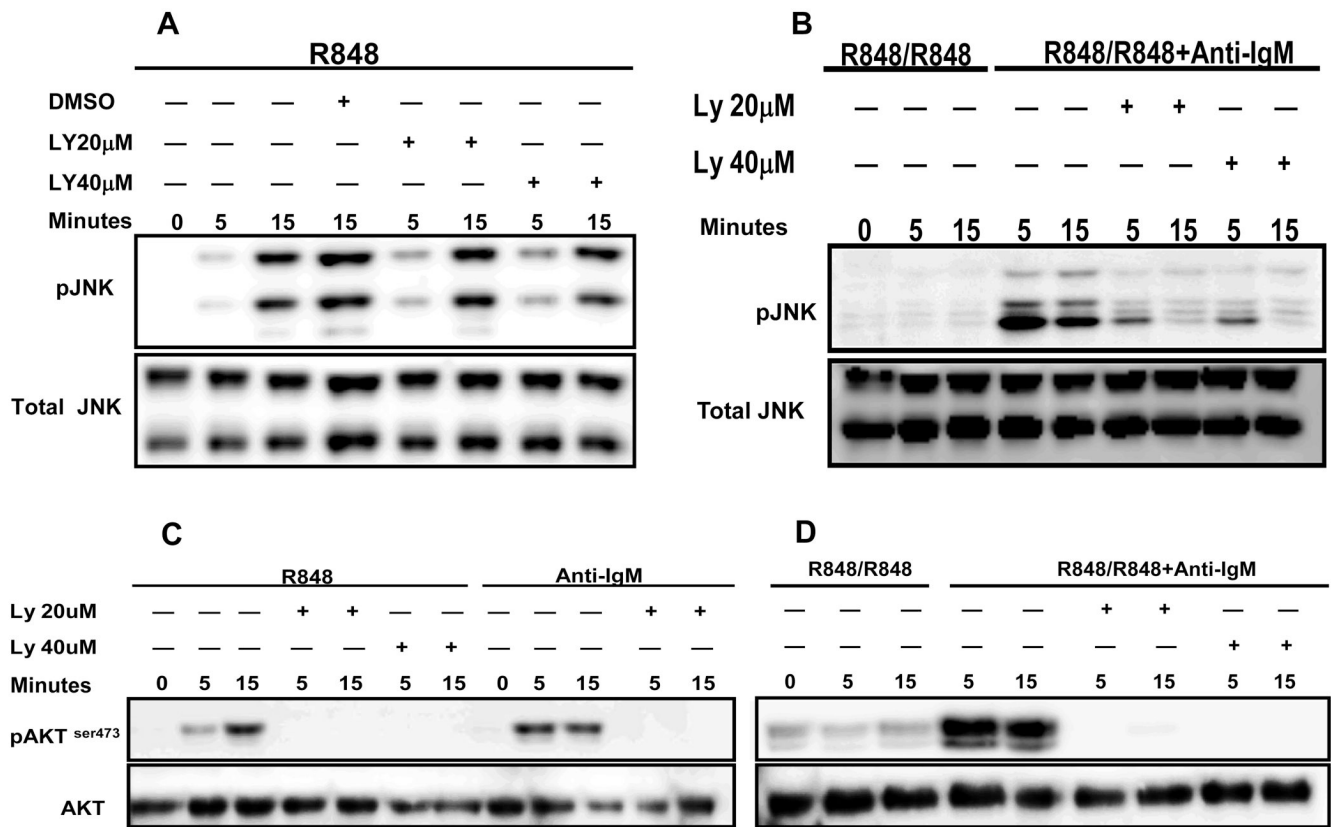 A
R848
DMSO — — — + — — — —
LY20μM — — — — + + — —
LY40μM — — — — — — + +
Minutes 0 5 15 15 5 15 5 15
pJNK
Total JNK
B
R848/R848 R848/R848+Anti-IgM
Ly 20μM — — — — — + + — —
Ly 40μM — — — — — — — + +
Minutes 0 5 15 5 15 5 15 5 15
pJNK
Total JNK
C
R848 Anti-IgM
Ly 20uM — — — + + — — — — — + +
Ly 40uM — — — — — + + — — — — —
Minutes 0 5 15 5 15 5 15 0 5 15 5 15
pAKT ser473
AKT
D
R848/R848 R848/R848+Anti-IgM
— — — — — + + — —
— — — — — — — + +
0 5 15 5 15 5 15 5 15